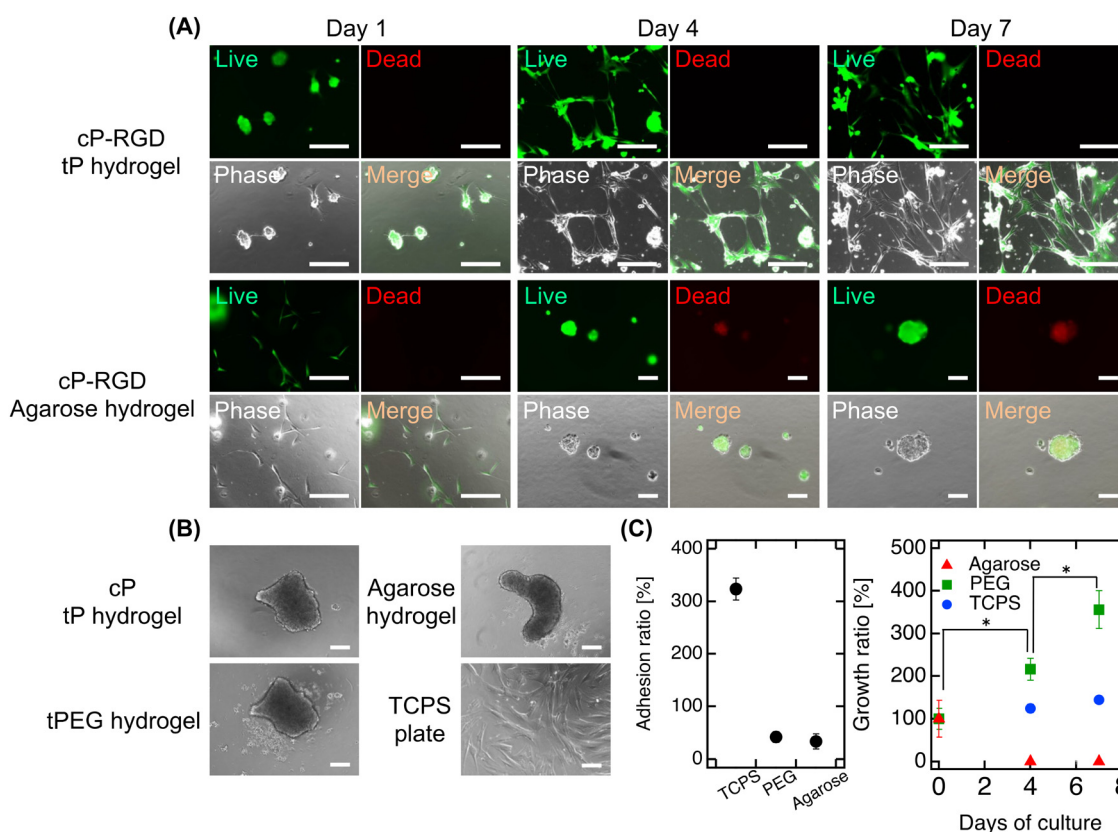 (A)
Day 1
Day 4
Day 7
cP-RGD
tP hydrogel
Live
Dead
Live
Dead
Live
Dead
Phase
Merge
Phase
Merge
Phase
Merge
cP-RGD
Agarose hydrogel
Live
Dead
Live
Dead
Live
Dead
Phase
Merge
Phase
Merge
Phase
Merge
(B)
cP
tP hydrogel
Agarose
hydrogel
tPEG hydrogel
TCPS
plate
(C)
Adhesion ratio [%]
400
300
200
100
0
TCPS
PEG
Agarose
Growth ratio [%]
500
400
300
200
100
0
Agarose
PEG
TCPS
*
*
0 2 4 6 8
Days of culture